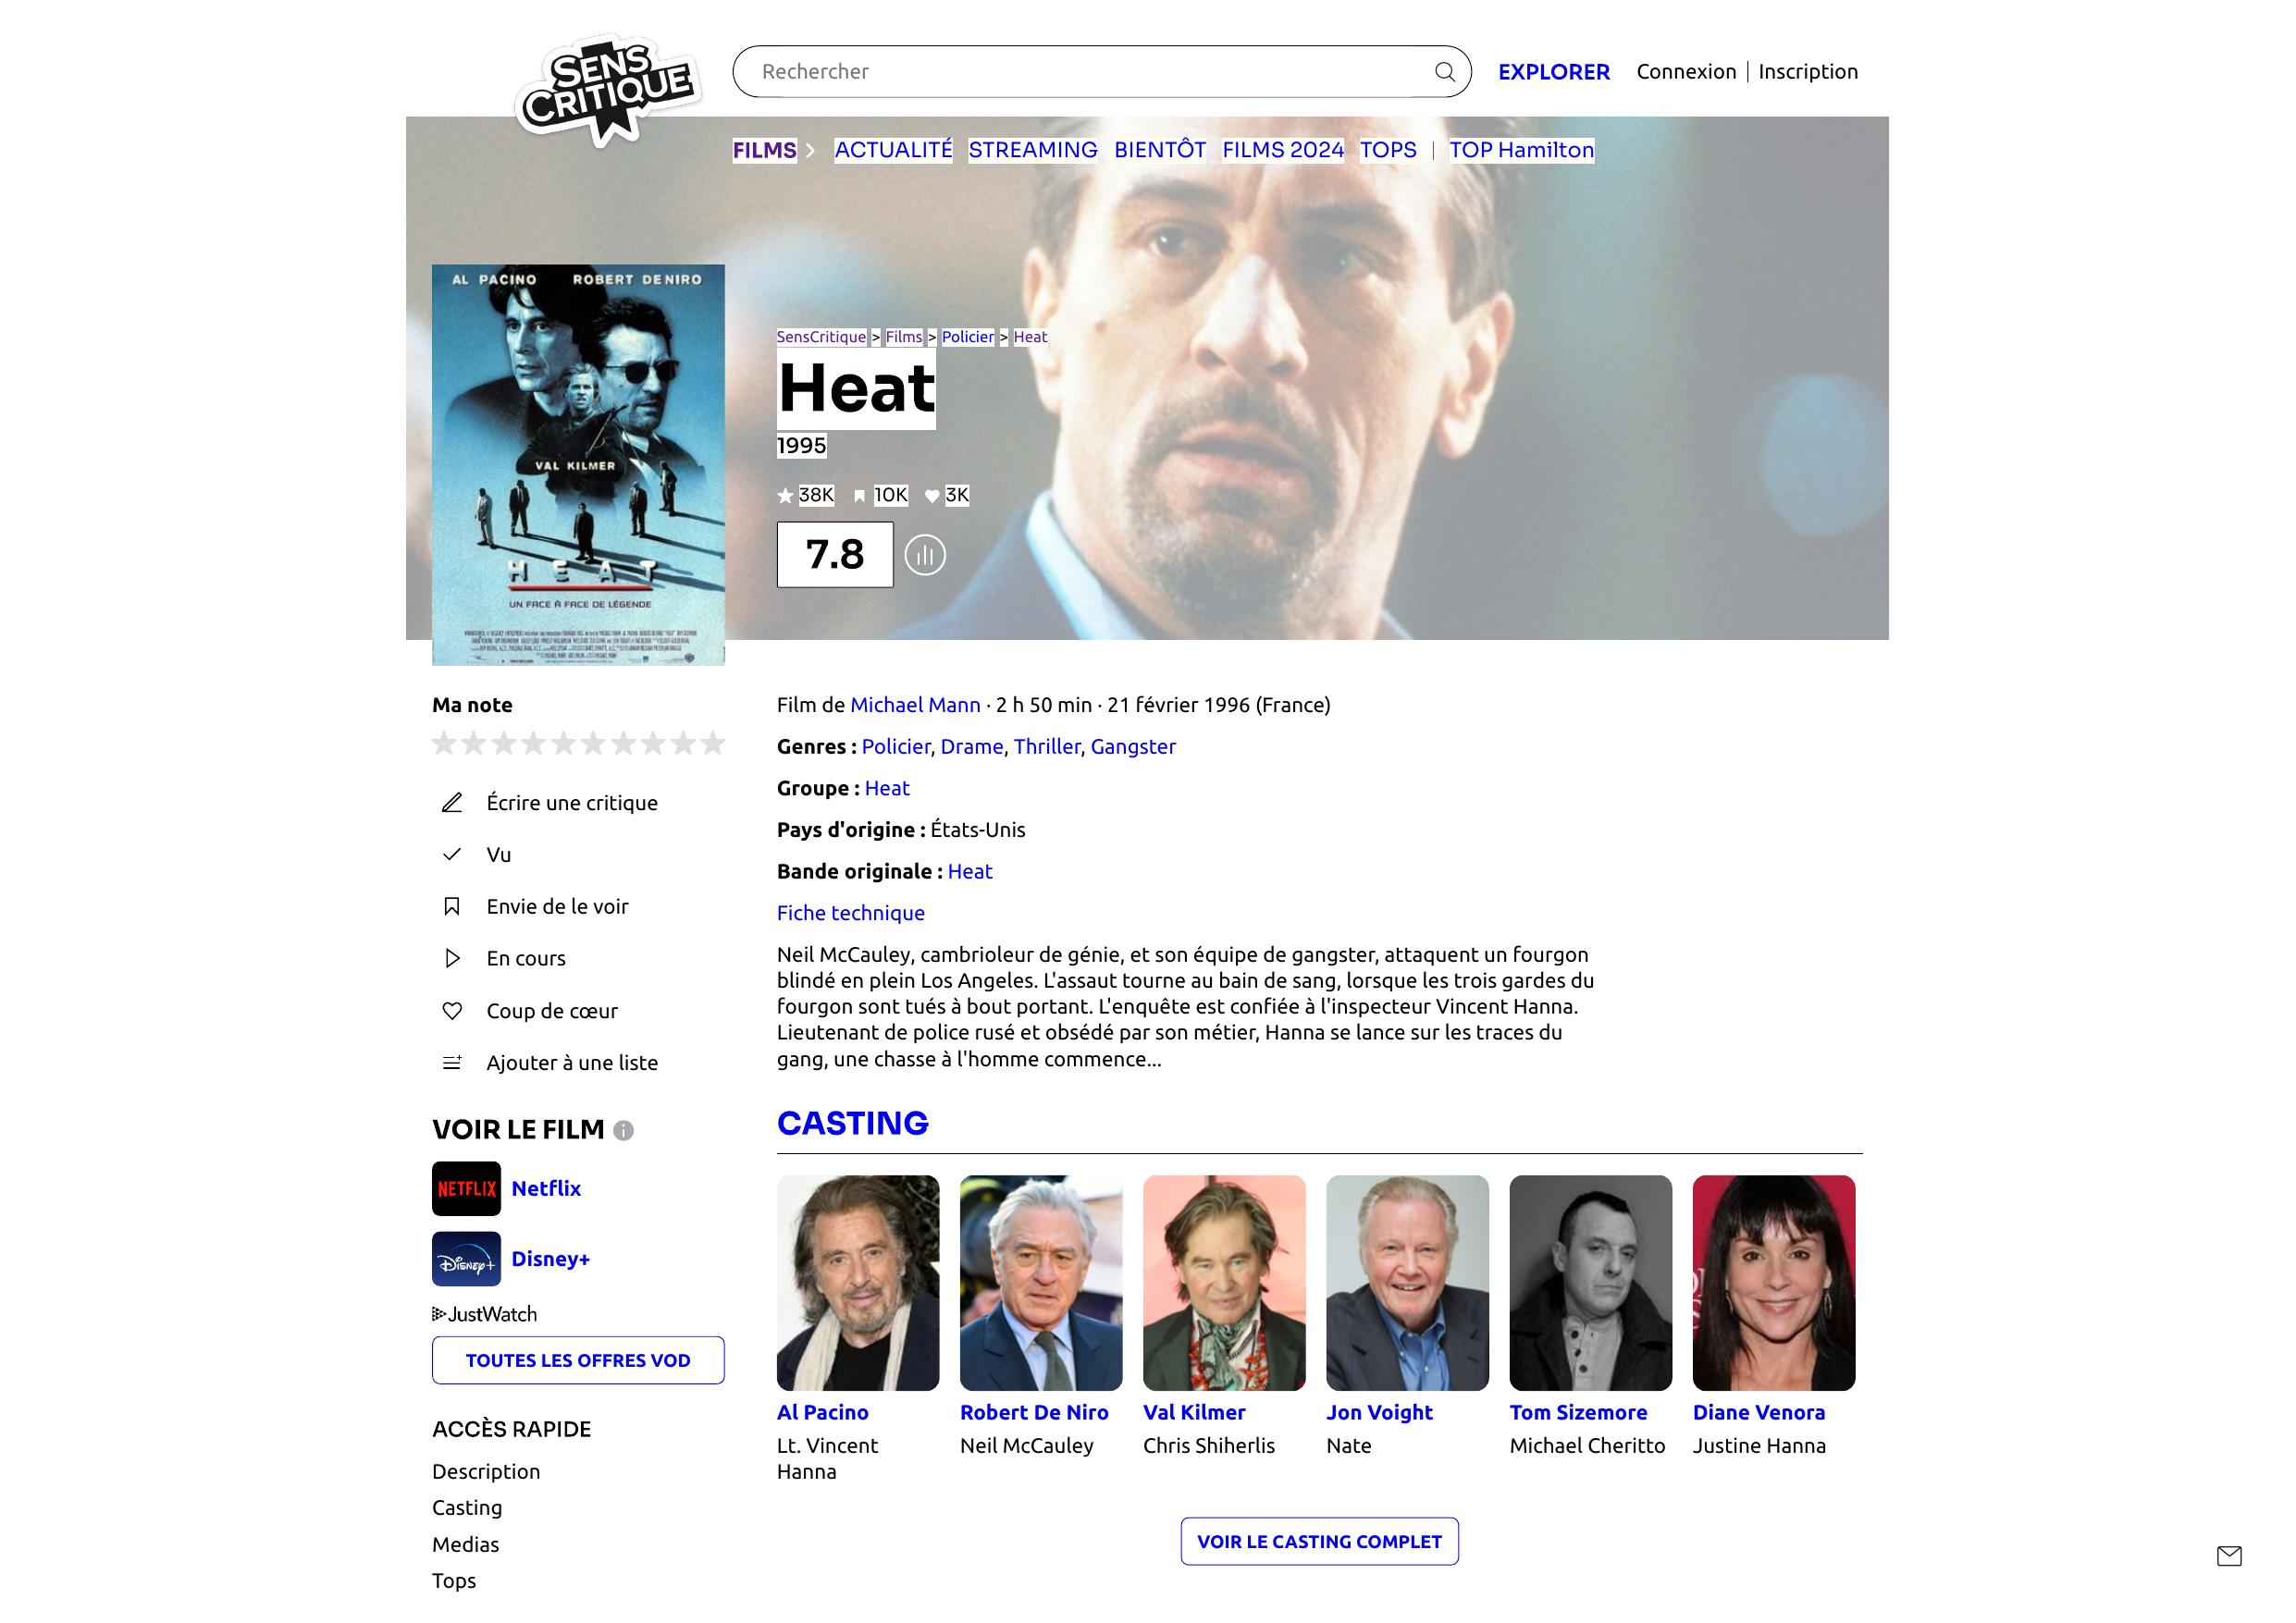 SENS
CRITIQUE
Rechercher
EXPLORER
Connexion | Inscription
FILMS
ACTUALITÉ
STREAMING
BIENTÔT
FILMS 2024
TOPS
|
TOP Hamilton
AL PACINO ROBERT DE NIRO
VAL KILMER
HEAT
UN FACE À FACE DE LÉGENDE
SensCritique > Films > Policier > Heat
Heat
1995
38K 10K 3K
7.8
Ma note
Écrire une critique
Vu
Envie de le voir
En cours
Coup de cœur
Ajouter à une liste
VOIR LE FILM
NETFLIX Netflix
Disney+ Disney+
JustWatch
TOUTES LES OFFRES VOD
ACCÈS RAPIDE
Description
Casting
Medias
Tops
Film de Michael Mann · 2 h 50 min · 21 février 1996 (France)
Genres : Policier, Drame, Thriller, Gangster
Groupe : Heat
Pays d'origine : États-Unis
Bande originale : Heat
Fiche technique
Neil McCauley, cambrioleur de génie, et son équipe de gangster, attaquent un fourgon
blindé en plein Los Angeles. L'assaut tourne au bain de sang, lorsque les trois gardes du
fourgon sont tués à bout portant. L'enquête est confiée à l'inspecteur Vincent Hanna.
Lieutenant de police rusé et obsédé par son métier, Hanna se lance sur les traces du
gang, une chasse à l'homme commence...
CASTING
Al Pacino
Lt. Vincent
Hanna
Robert De Niro
Neil McCauley
Val Kilmer
Chris Shiherlis
Jon Voight
Nate
Tom Sizemore
Michael Cheritto
Diane Venora
Justine Hanna
VOIR LE CASTING COMPLET